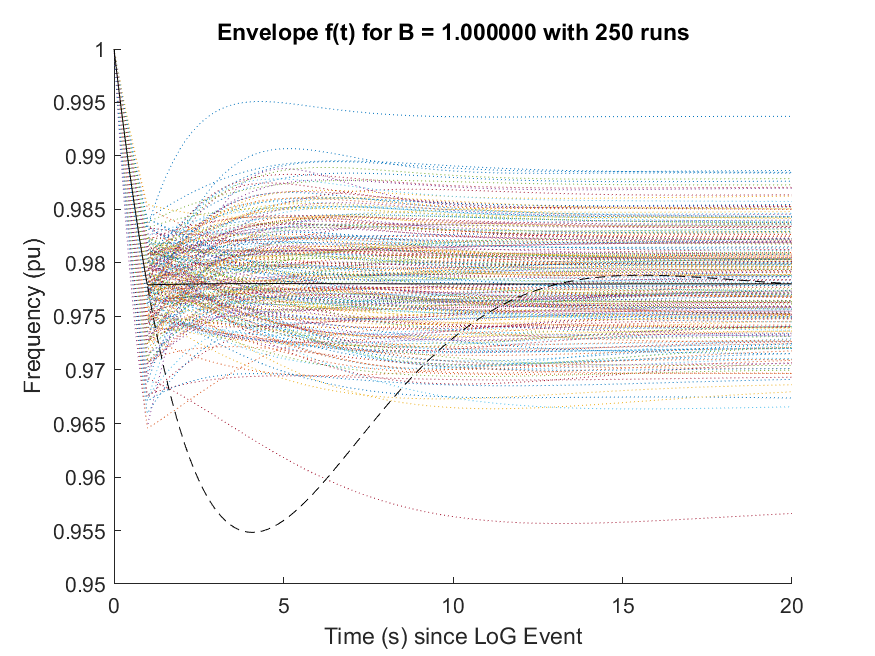 Envelope f(t) for B = 1.000000 with 250 runs
1
0.995
0.99
0.985
0.98
0.975
0.97
0.965
0.96
0.955
0.95
Frequency (pu)
0 5 10 15 20
Time (s) since LoG Event